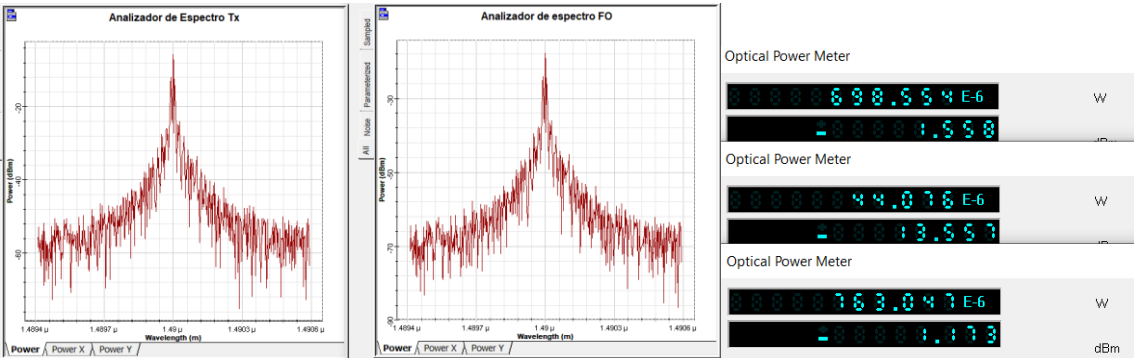 Analizador de Espectro Tx
Power (dBm)
-20
-40
-60
1.4894 µ
1.4897 µ
1.49 µ
1.4903 µ
1.4906 µ
Wavelength (m)
Power
Power X
Power Y
Sampled
Parameterized
Noise
All
Analizador de espectro FO
Power (dBm)
-30
-50
-70
-90
1.4894 µ
1.4897 µ
1.49 µ
1.4903 µ
1.4906 µ
Wavelength (m)
Power
Power X
Power Y
Optical Power Meter
698.554 E-6 W
-1.558 dBm
Optical Power Meter
44.076 E-6 W
-13.557
Optical Power Meter
763.047 E-6 W
-1.173 dBm